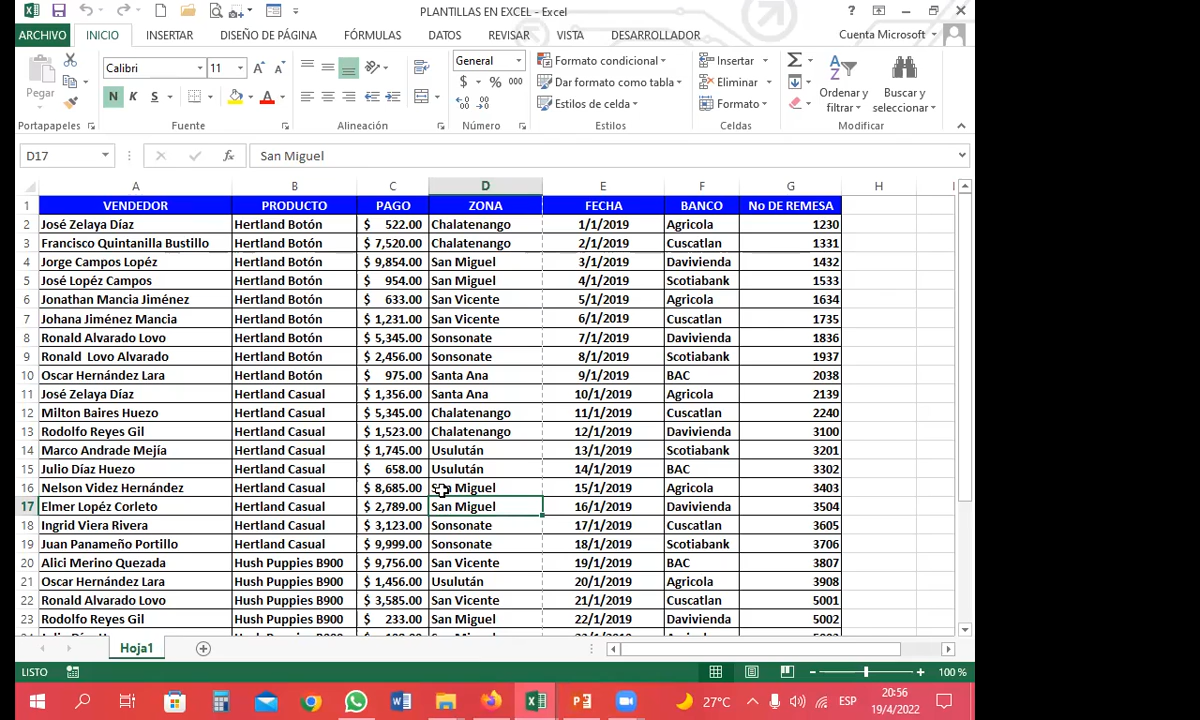 PLANTILLAS EN EXCEL - Excel
ARCHIVO INICIO INSERTAR DISEÑO DE PÁGINA FÓRMULAS DATOS REVISAR VISTA DESARROLLADOR Cuenta Microsoft
Pegar
Calibri 11
N K S
General
$ % 000
Formato condicional
Dar formato como tabla
Estilos de celda
Insertar
Eliminar
Formato
Ordenar y
filtrar
Buscar y
seleccionar
Portapapeles Fuente Alineación Número Estilos Celdas Modificar
D17 San Miguel
A B C D E F G H I
1 VENDEDOR PRODUCTO PAGO ZONA FECHA BANCO No DE REMESA
2 José Zelaya Díaz Hertland Botón $ 522.00 Chalatenango 1/1/2019 Agricola 1230
3 Francisco Quintanilla Bustillo Hertland Botón $ 7,520.00 Chalatenango 2/1/2019 Cuscatlan 1331
4 Jorge Campos Lopéz Hertland Botón $ 9,854.00 San Miguel 3/1/2019 Davivienda 1432
5 José Lopéz Campos Hertland Botón $ 954.00 San Miguel 4/1/2019 Scotiabank 1533
6 Jonathan Mancia Jiménez Hertland Botón $ 633.00 San Vicente 5/1/2019 Agricola 1634
7 Johana Jiménez Mancia Hertland Botón $ 1,231.00 San Vicente 6/1/2019 Cuscatlan 1735
8 Ronald Alvarado Lovo Hertland Botón $ 5,345.00 Sonsonate 7/1/2019 Davivienda 1836
9 Ronald Lovo Alvarado Hertland Botón $ 2,456.00 Sonsonate 8/1/2019 Scotiabank 1937
10 Oscar Hernández Lara Hertland Botón $ 975.00 Santa Ana 9/1/2019 BAC 2038
11 José Zelaya Díaz Hertland Casual $ 1,356.00 Santa Ana 10/1/2019 Agricola 2139
12 Milton Baires Huezo Hertland Casual $ 5,345.00 Chalatenango 11/1/2019 Cuscatlan 2240
13 Rodolfo Reyes Gil Hertland Casual $ 1,523.00 Chalatenango 12/1/2019 Davivienda 3100
14 Marco Andrade Mejía Hertland Casual $ 1,745.00 Usulután 13/1/2019 Scotiabank 3201
15 Julio Díaz Huezo Hertland Casual $ 658.00 Usulután 14/1/2019 BAC 3302
16 Nelson Videz Hernández Hertland Casual $ 8,685.00 San Miguel 15/1/2019 Agricola 3403
17 Elmer Lopéz Corleto Hertland Casual $ 2,789.00 San Miguel 16/1/2019 Davivienda 3504
18 Ingrid Viera Rivera Hertland Casual $ 3,123.00 Sonsonate 17/1/2019 Cuscatlan 3605
19 Juan Panameño Portillo Hertland Casual $ 9,999.00 Sonsonate 18/1/2019 Scotiabank 3706
20 Alici Merino Quezada Hush Puppies B900 $ 9,756.00 San Vicente 19/1/2019 BAC 3807
21 Oscar Hernández Lara Hush Puppies B900 $ 1,456.00 Usulután 20/1/2019 Agricola 3908
22 Ronald Alvarado Lovo Hush Puppies B900 $ 3,585.00 San Vicente 21/1/2019 Cuscatlan 5001
23 Rodolfo Reyes Gil Hush Puppies B900 $ 233.00 San Miguel 22/1/2019 Davivienda 5002
Hoja1
LISTO 100 %
27°C ESP 20:56
19/4/2022